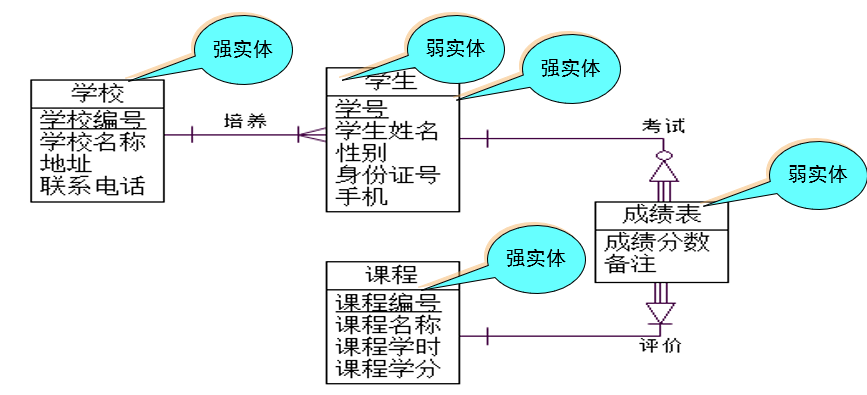 强实体
弱实体
强实体
学校
学校编号
学校名称
地址
联系电话
培养
学生
学号
学生姓名
性别
身份证号
手机
考试
弱实体
成绩表
成绩分数
备注
强实体
课程
课程编号
课程名称
课程学时
课程学分
评价